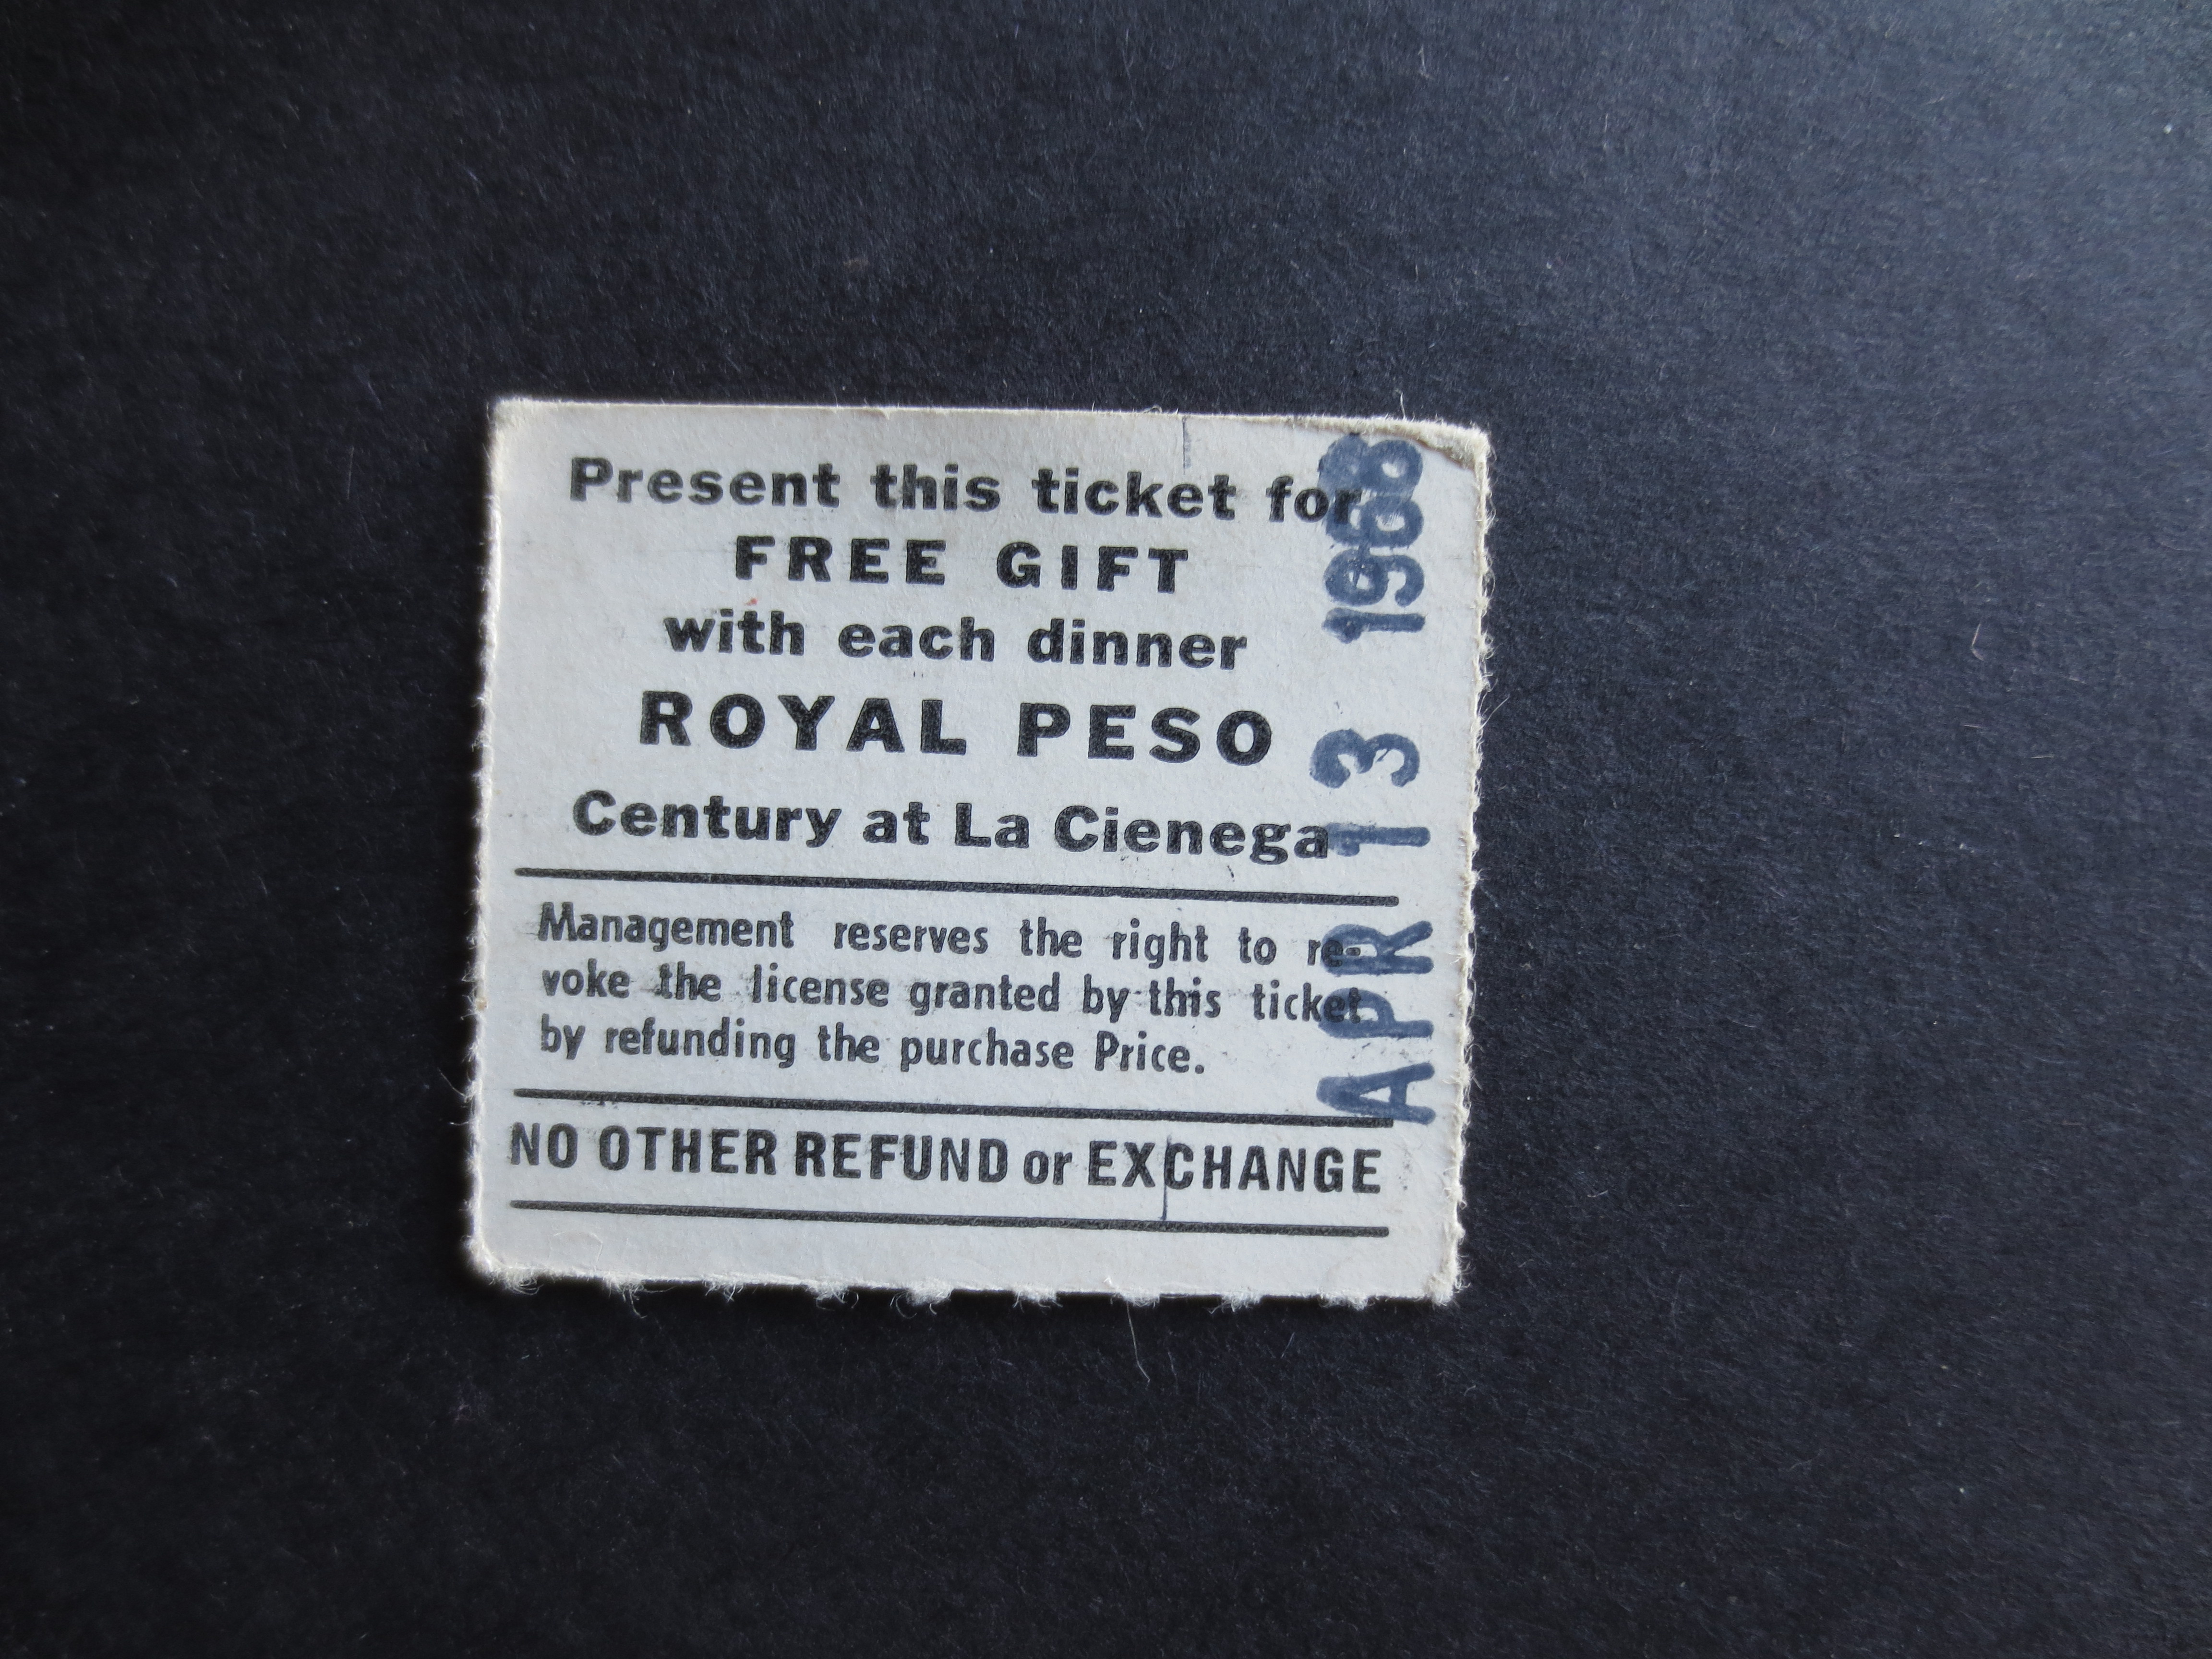 Present this ticket for
FREE GIFT
with each dinner
ROYAL PESO
Century at La Cienega
Management reserves the right to re-
voke the license granted by this ticket
by refunding the purchase Price.
NO OTHER REFUND or EXCHANGE
APR 13 1968